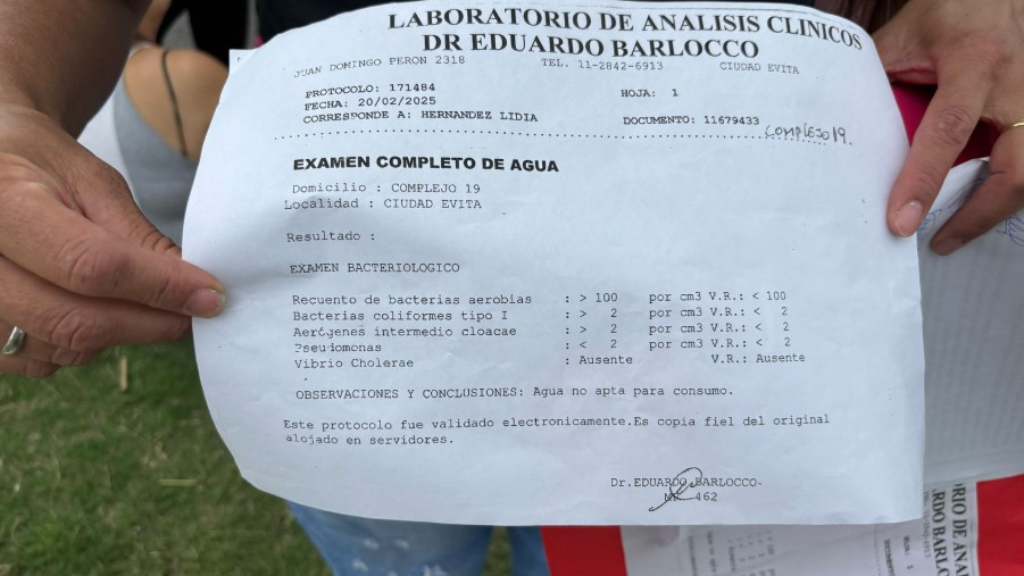 LABORATORIO DE ANALISIS CLINICOS
DR EDUARDO BARLOCCO
JUAN DOMINGO PERON 2318 TEL. 11-2842-6913 CIUDAD EVITA
PROTOCOLO: 171484 HOJA: 1
FECHA: 20/02/2025
CORRESPONDE A: HERNANDEZ LIDIA DOCUMENTO: 11679433
COMPLEJO 19.
EXAMEN COMPLETO DE AGUA
Domicilio : COMPLEJO 19
Localidad : CIUDAD EVITA
Resultado :
EXAMEN BACTERIOLOGICO
Recuento de bacterias aerobias : > 100 por cm3 V.R.: < 100
Bacterias coliformes tipo I : > 2 por cm3 V.R.: < 2
Aerógenes intermedio cloacae : > 2 por cm3 V.R.: < 2
Pseudomonas : < 2 por cm3 V.R.: < 2
Vibrio Cholerae : Ausente V.R.: Ausente
OBSERVACIONES Y CONCLUSIONES: Agua no apta para consumo.
Este protocolo fue validado electronicamente.Es copia fiel del original
alojado en servidores.
Dr.EDUARDO BARLOCCO
462
RIO DE ANA
RDO BARLO